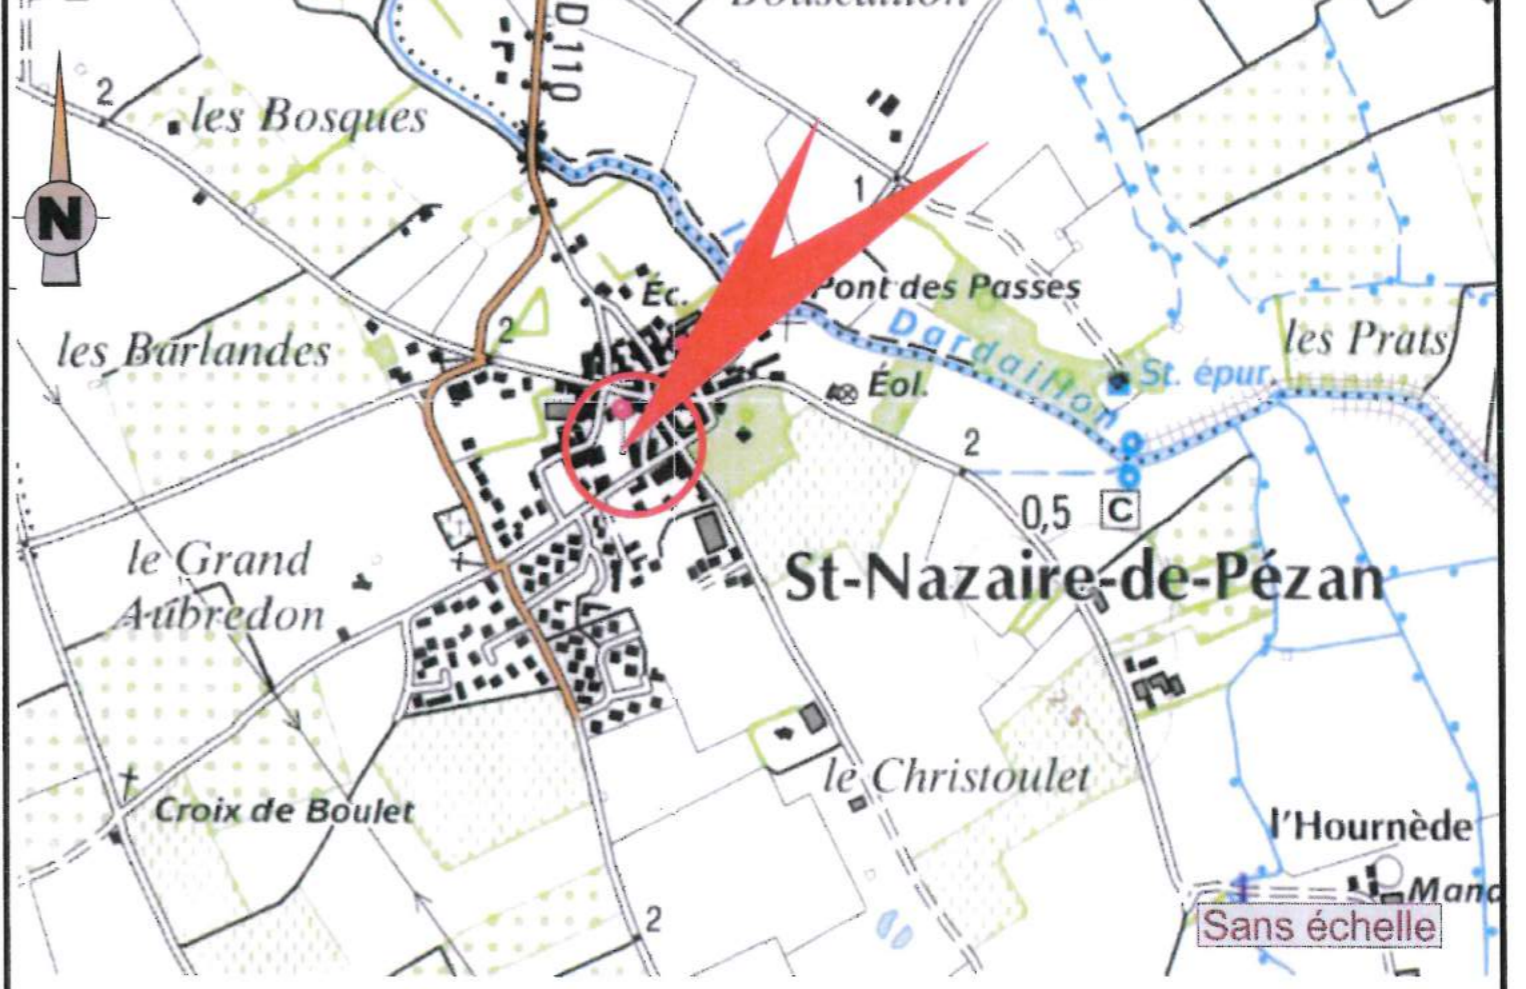 D110
2
les Bosques
N
1
Éc.
Pont des Passes
Dardaillon
les Prats
les Barlandes
2
St. épur.
Éol.
2
0,5
C
le Grand
Aubredon
St-Nazaire-de-Pézan
le Christoulet
Croix de Boulet
l'Hournède
2
Sans échelle